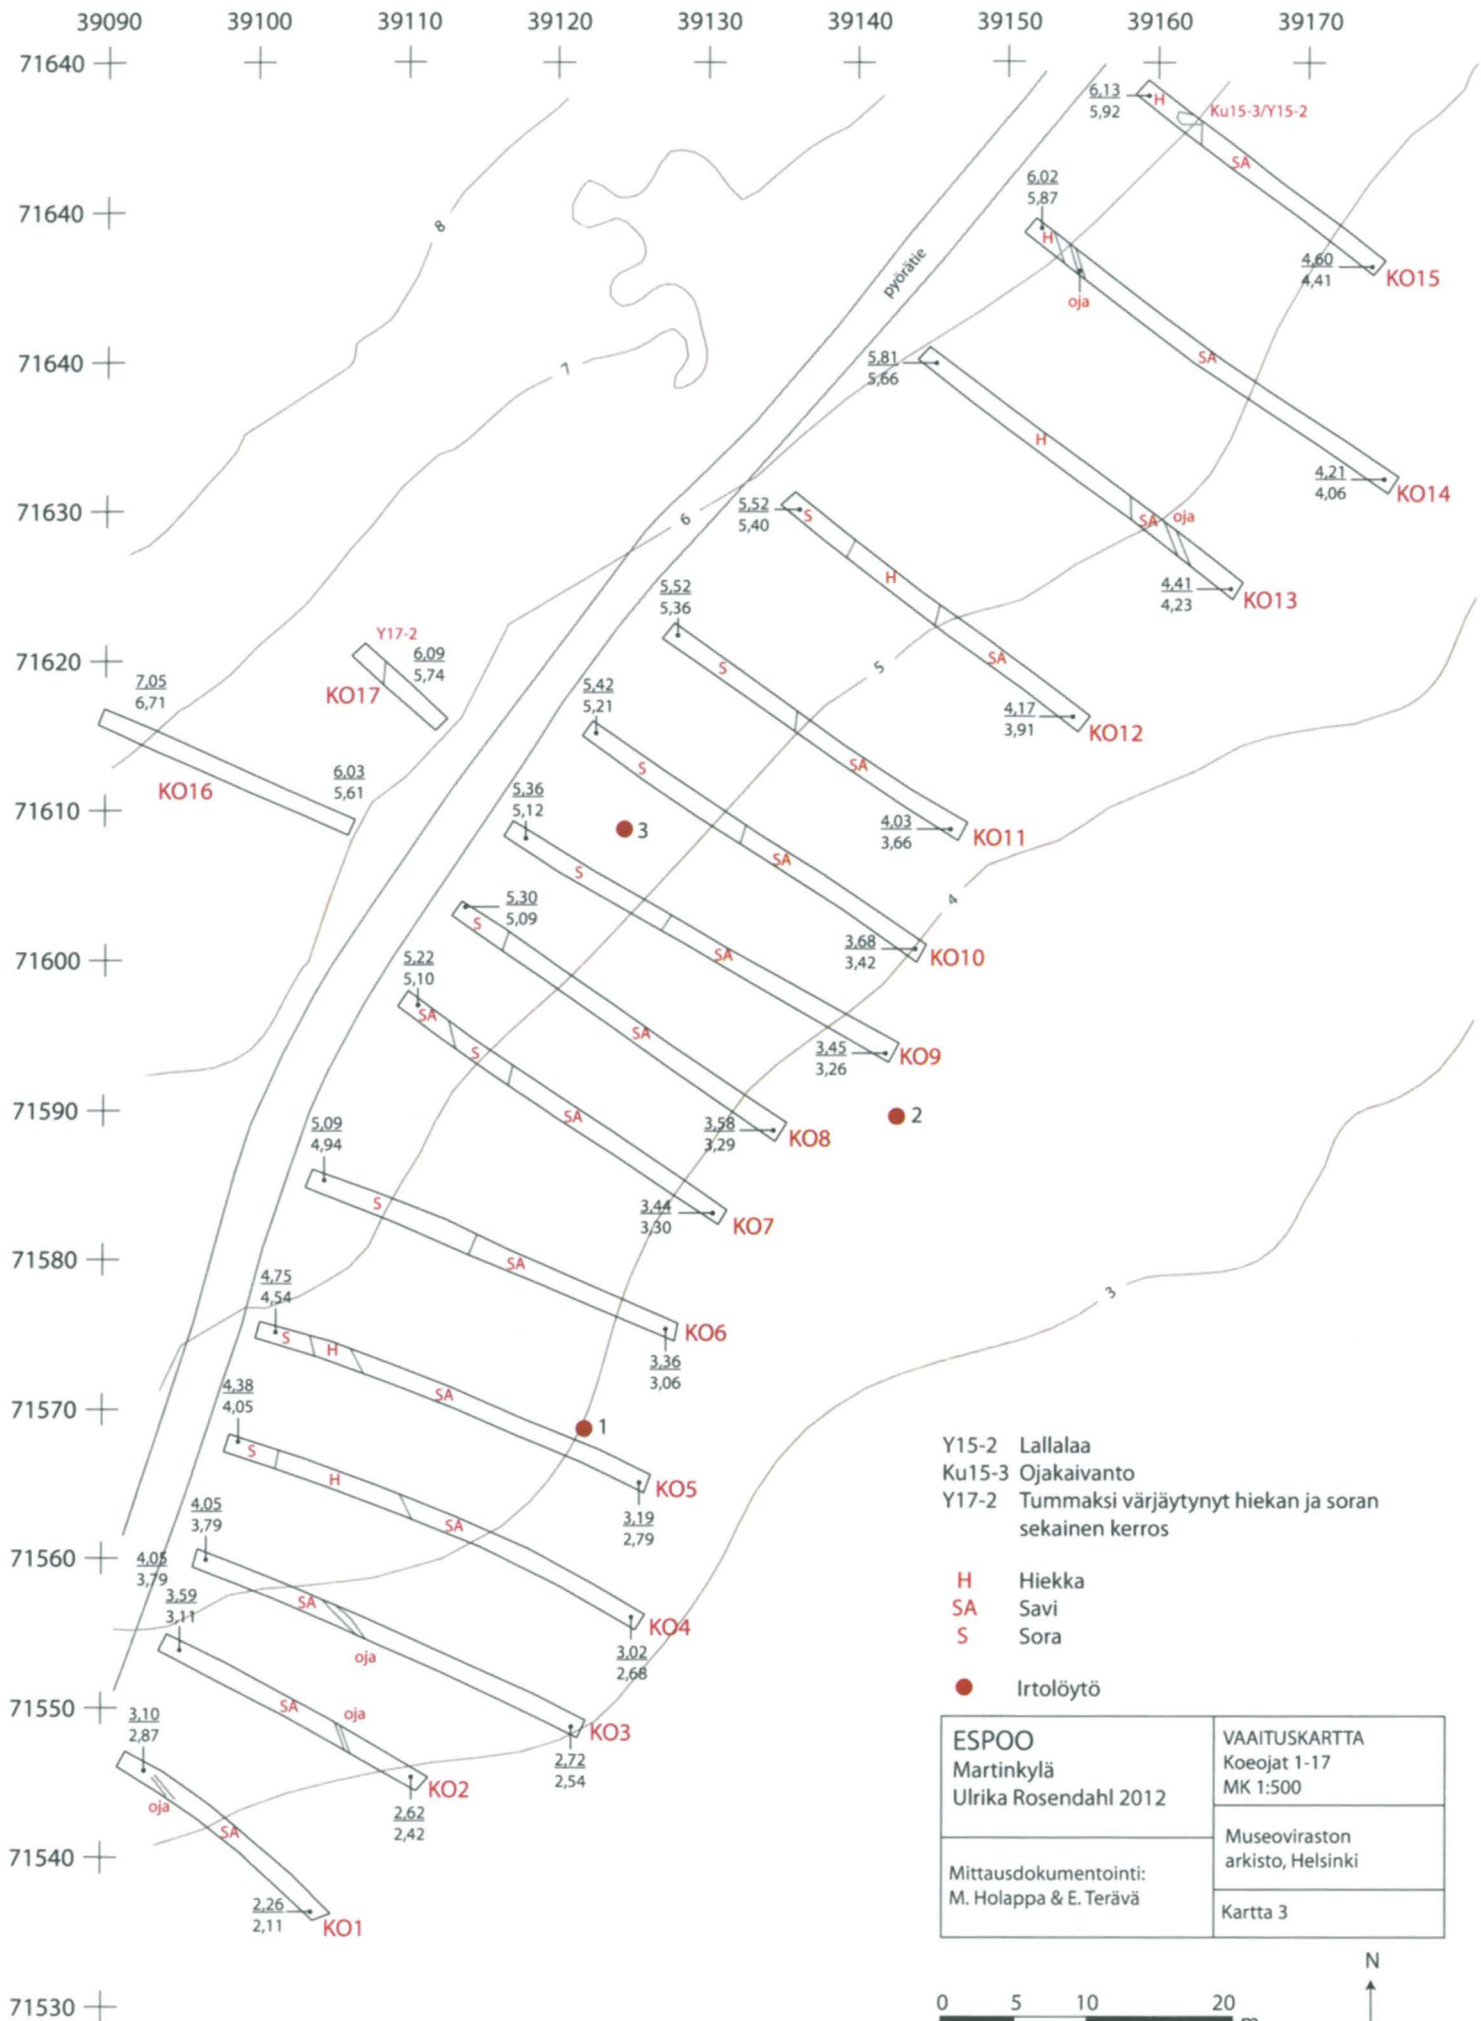 39090 39100 39110 39120 39130 39140 39150 39160 39170
71640
6,13
5,92
H
Ku15-3/Y15-2
SA
6,02
5,87
71640
8
H
pyörätie
4,60
4,41
KO15
oja
71640
7
5,81
5,66
SA
H
4,21
4,06
KO14
71630
6
5,52
5,40
S
SA
oja
H
5,52
5,36
4,41
4,23
KO13
Y17-2
71620
6,09
5,74
7,05
6,71
KO17
5
S
SA
5,42
5,21
4,17
3,91
KO12
S
SA
6,03
5,61
KO16
5,36
5,12
71610
3
4,03
3,66
KO11
SA
S
5,30
5,09
4
S
5,22
5,10
3,68
3,42
KO10
SA
71600
SA
SA
S
3,45
3,26
KO9
71590
2
SA
5,09
4,94
3,58
3,29
KO8
S
3,44
3,30
KO7
71580
SA
4,75
4,54
S
KO6
H
3,36
3,06
4,38
4,05
SA
71570
1
S
H
KO5
4,05
3,79
SA
3,19
2,79
71560
4,05
3,79
3,59
3,11
SA
KO4
oja
3,02
2,68
71550
3,10
2,87
SA
oja
KO3
2,72
2,54
KO2
oja
2,62
2,42
SA
71540
2,26
2,11
KO1
71530
3
Y15-2 Lallalaa
Ku15-3 Ojakaivanto
Y17-2 Tummaksi värjäytynyt hiekan ja soran
sekainen kerros
H Hiekka
SA Savi
S Sora
Irtolöytö
ESPOO
Martinkylä
Ulrika Rosendahl 2012
Mittausdokumentointi:
M. Holappa & E. Terävä
VAAITUSKARTTA
Koeojat 1-17
MK 1:500
Museoviraston
arkisto, Helsinki
Kartta 3
N
0 5 10 20
m